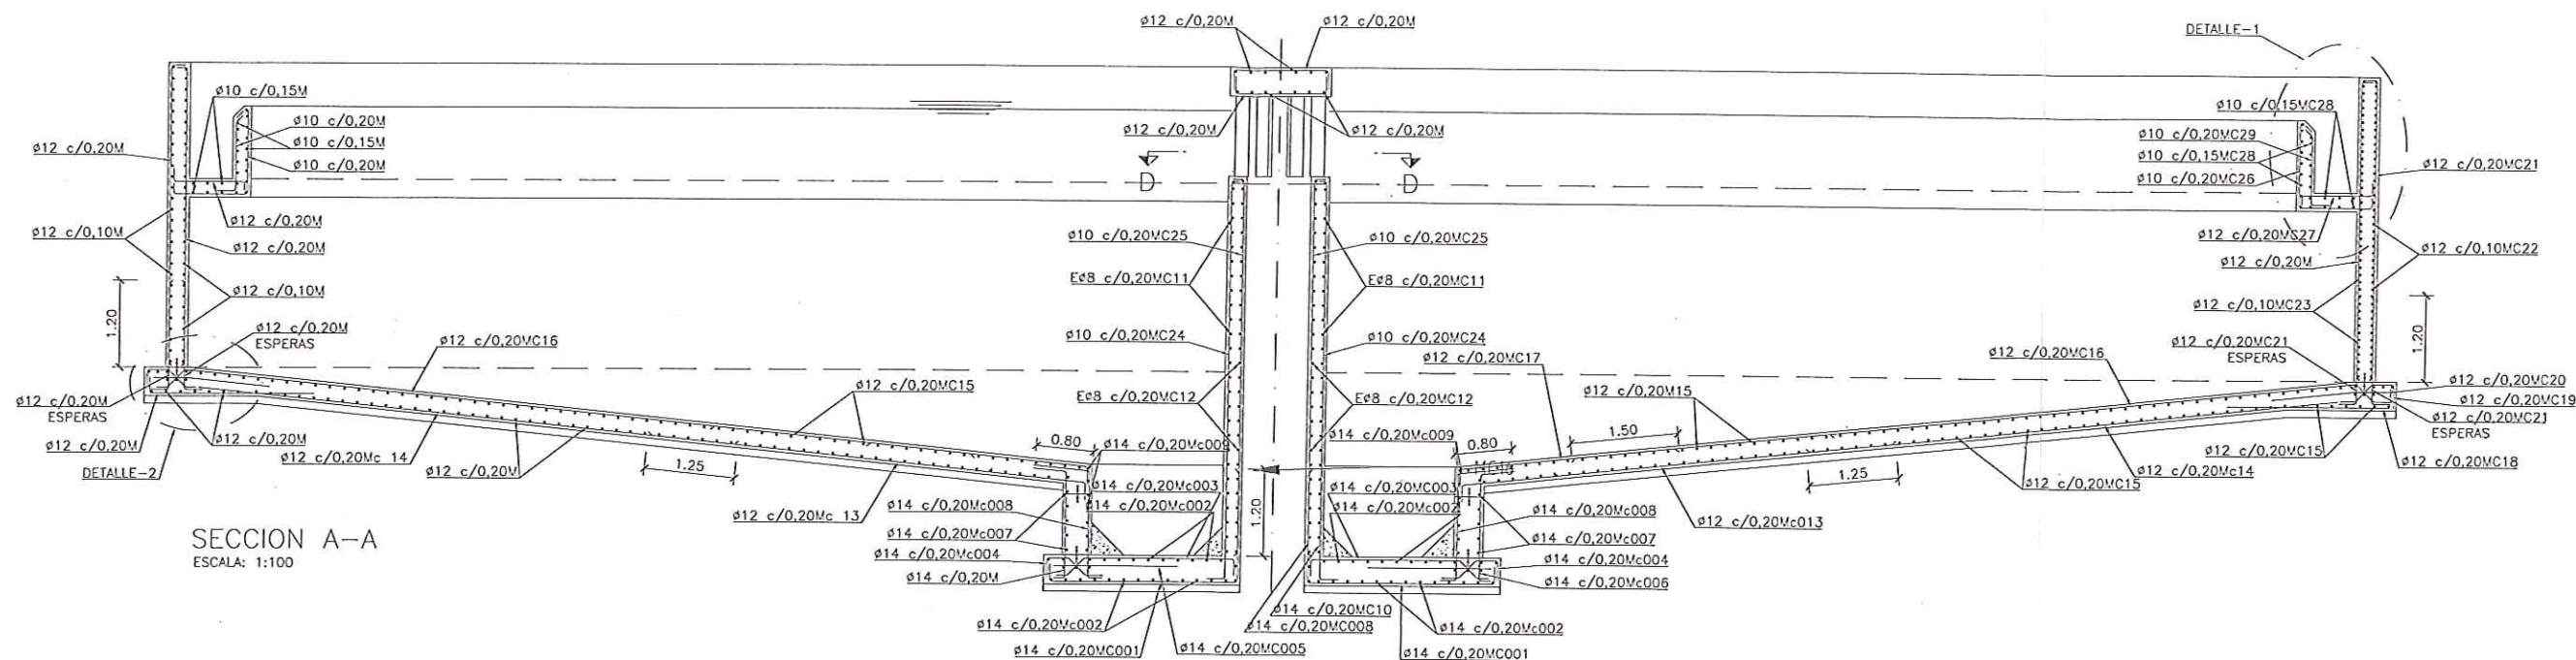 ø12 c/0,20M
ø12 c/0,20M
DETALLE-1
ø10 c/0,15M
ø10 c/0,20M
ø10 c/0,15M
ø10 c/0,20M
ø12 c/0,20M
ø12 c/0,20M
ø12 c/0,20M
ø12 c/0,20M
ø10 c/0,15MC28
ø10 c/0,20MC29
ø10 c/0,15MC28
ø10 c/0,20MC26
ø12 c/0,20MC21
D
D
ø12 c/0,10M
ø12 c/0,20M
ø12 c/0,10M
1.20
ø10 c/0,20MC25
ø10 c/0,20MC25
Eø8 c/0,20MC11
Eø8 c/0,20MC11
ø12 c/0,20MC27
ø12 c/0,10MC22
ø12 c/0,20M
ø12 c/0,10MC23
1.20
ø12 c/0,20M
ESPERAS
ø12 c/0,20MC16
ø10 c/0,20MC24
ø10 c/0,20MC24
ø12 c/0,20MC17
ø12 c/0,20MC16
ø12 c/0,20MC21
ESPERAS
ø12 c/0,20M
ESPERAS
ø12 c/0,20MC15
Eø8 c/0,20MC12
Eø8 c/0,20MC12
ø12 c/0,20M15
ø12 c/0,20MC20
ø12 c/0,20MC19
ø12 c/0,20MC21
ESPERAS
ø12 c/0,20M
ø12 c/0,20M
DETALLE-2
ø12 c/0,20Mc 14
ø12 c/0,20M
1.25
0.80
ø14 c/0,20Mc009
ø14 c/0,20Mc009
0.80
1.50
1.25
ø12 c/0,20MC15
ø12 c/0,20MC15
ø12 c/0,20Mc14
ø12 c/0,20MC18
ø12 c/0,20Mc 13
ø14 c/0,20Mc003
ø14 c/0,20Mc002
ø14 c/0,20Mc008
ø14 c/0,20Mc007
ø14 c/0,20Mc004
ø14 c/0,20M
1.20
ø14 c/0,20MC003
ø14 c/0,20Mc002
ø14 c/0,20Mc008
ø14 c/0,20Mc007
ø14 c/0,20Mc004
ø14 c/0,20Mc006
ø12 c/0,20Mc013
SECCION A-A
ESCALA: 1:100
ø14 c/0,20Mc002
ø14 c/0,20MC001
ø14 c/0,20MC005
ø14 c/0,20MC10
ø14 c/0,20MC008
ø14 c/0,20Mc002
ø14 c/0,20MC001